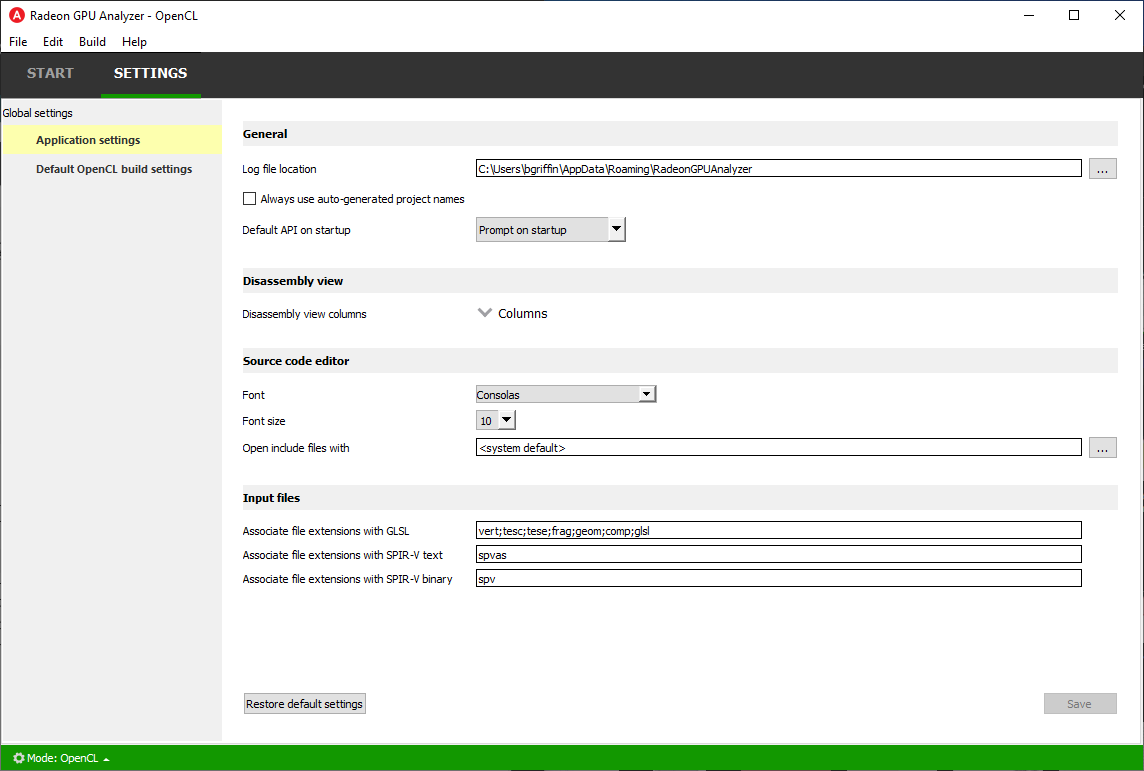 Radeon GPU Analyzer - OpenCL
File Edit Build Help
START SETTINGS
Global settings
Application settings
Default OpenCL build settings
General
Log file location C:\Users\bgriffin\AppData\Roaming\RadeonGPUAnalyzer ...
Always use auto-generated project names
Default API on startup Prompt on startup
Disassembly view
Disassembly view columns Columns
Source code editor
Font Consolas
Font size 10
Open include files with <system default> ...
Input files
Associate file extensions with GLSL vert;tesc;tese;frag;geom;comp;glsl
Associate file extensions with SPIR-V text spvas
Associate file extensions with SPIR-V binary spv
Restore default settings Save
Mode: OpenCL